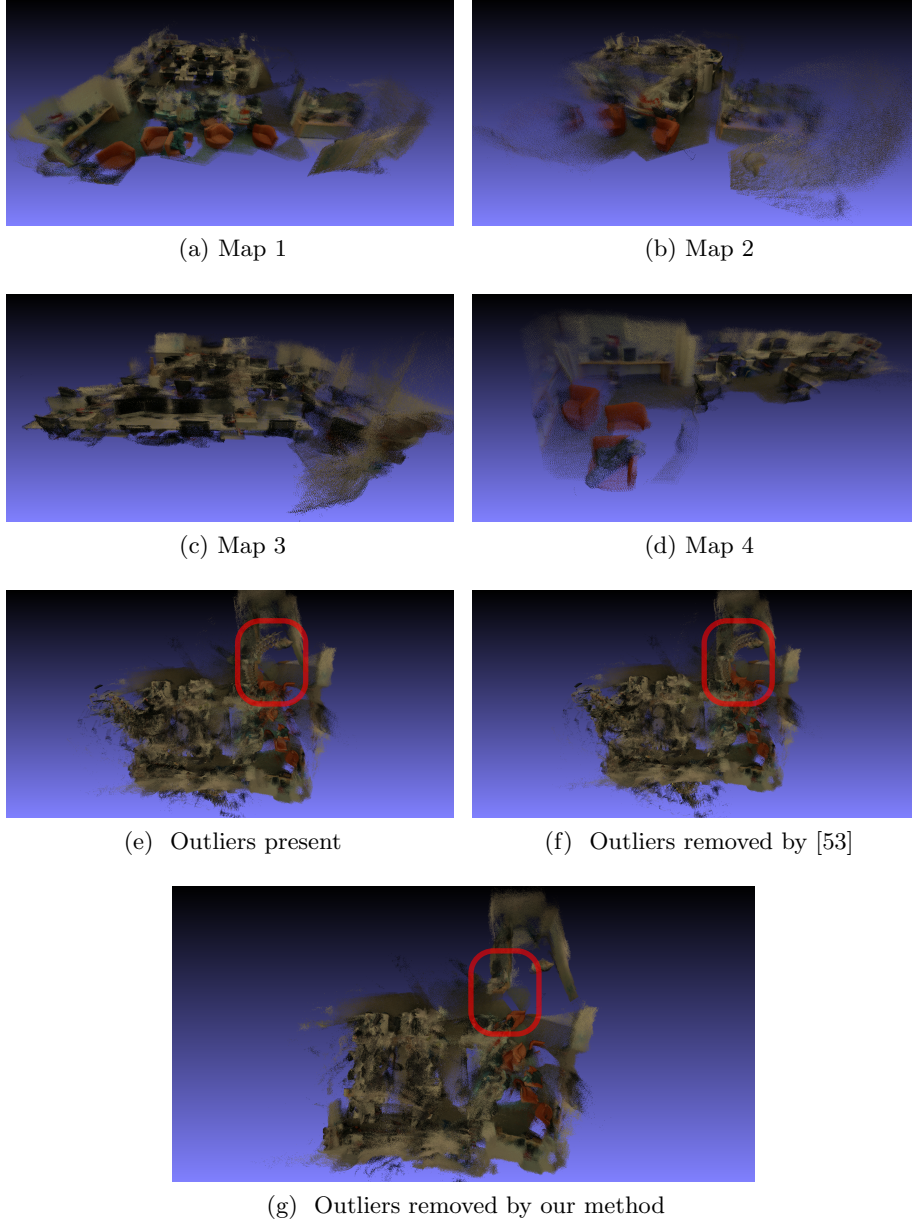 (a) Map 1
(b) Map 2
(c) Map 3
(d) Map 4
(e) Outliers present
(f) Outliers removed by [53]
(g) Outliers removed by our method